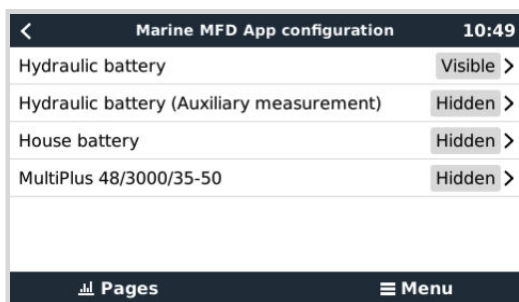 Marine MFD App configuration 10:49
Hydraulic battery Visible
Hydraulic battery (Auxiliary measurement) Hidden
House battery Hidden
MultiPlus 48/3000/35-50 Hidden
Pages Menu